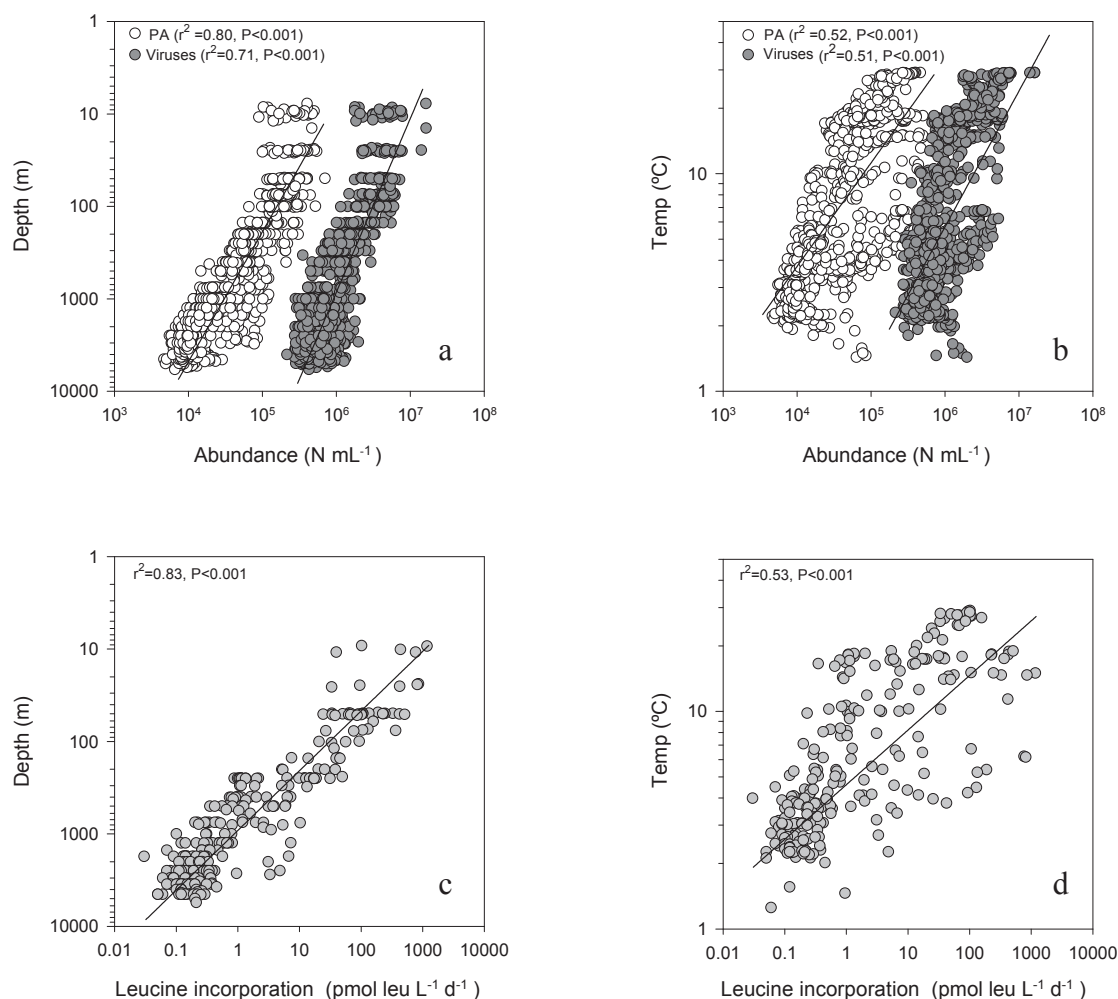 PA (r² =0.80, P<0.001)
Viruses (r²=0.71, P<0.001)
1
10
100
1000
10000
Depth (m)
a
10³ 10⁴ 10⁵ 10⁶ 10⁷ 10⁸
Abundance (N mL⁻¹ )
PA (r² =0.52, P<0.001)
Viruses (r²=0.51, P<0.001)
10
1
Temp (ºC)
b
10³ 10⁴ 10⁵ 10⁶ 10⁷ 10⁸
Abundance (N mL⁻¹ )
r²=0.83, P<0.001
1
10
100
1000
10000
Depth (m)
c
0.01 0.1 1 10 100 1000 10000
Leucine incorporation (pmol leu L⁻¹ d⁻¹)
r²=0.53, P<0.001
10
1
Temp (ºC)
d
0.01 0.1 1 10 100 1000 10000
Leucine incorporation (pmol leu L⁻¹ d⁻¹)